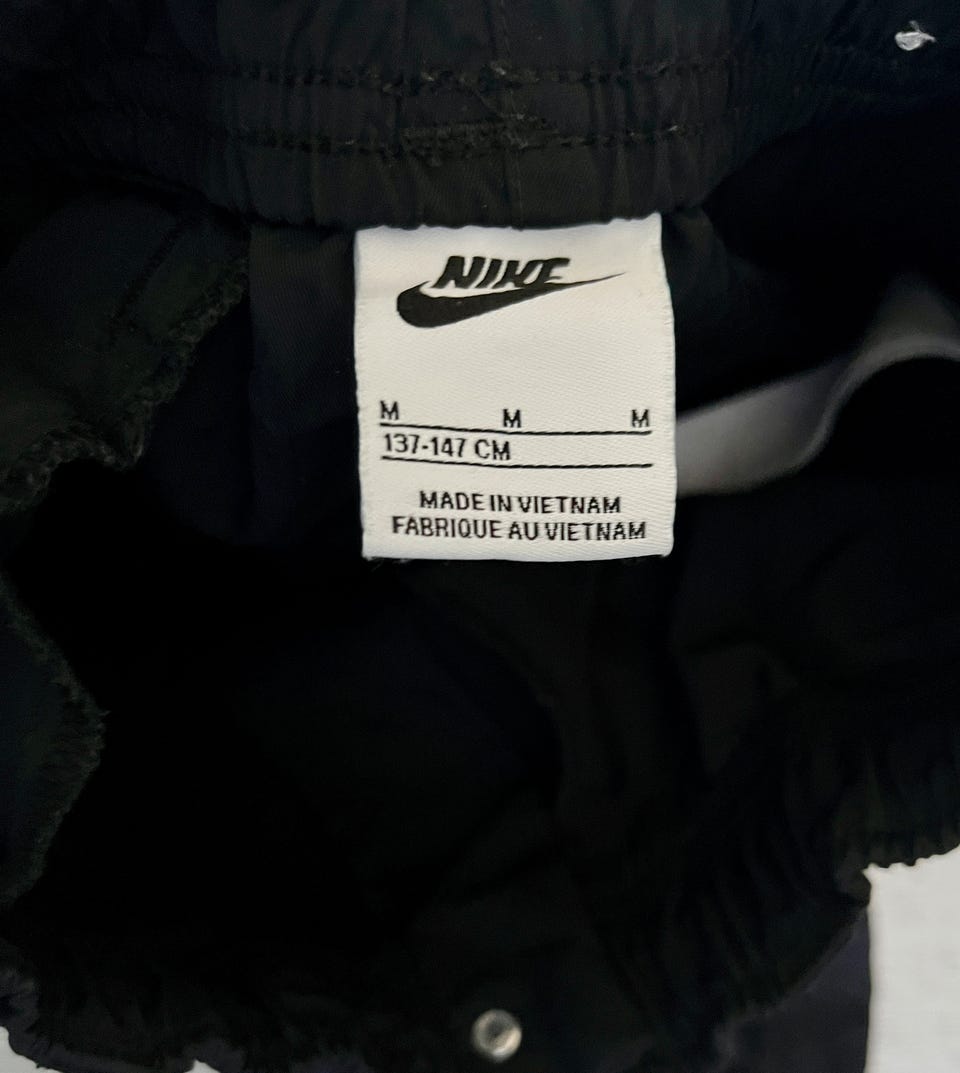 NIKE
M M M
137-147 CM
MADE IN VIETNAM
FABRIQUE AU VIETNAM